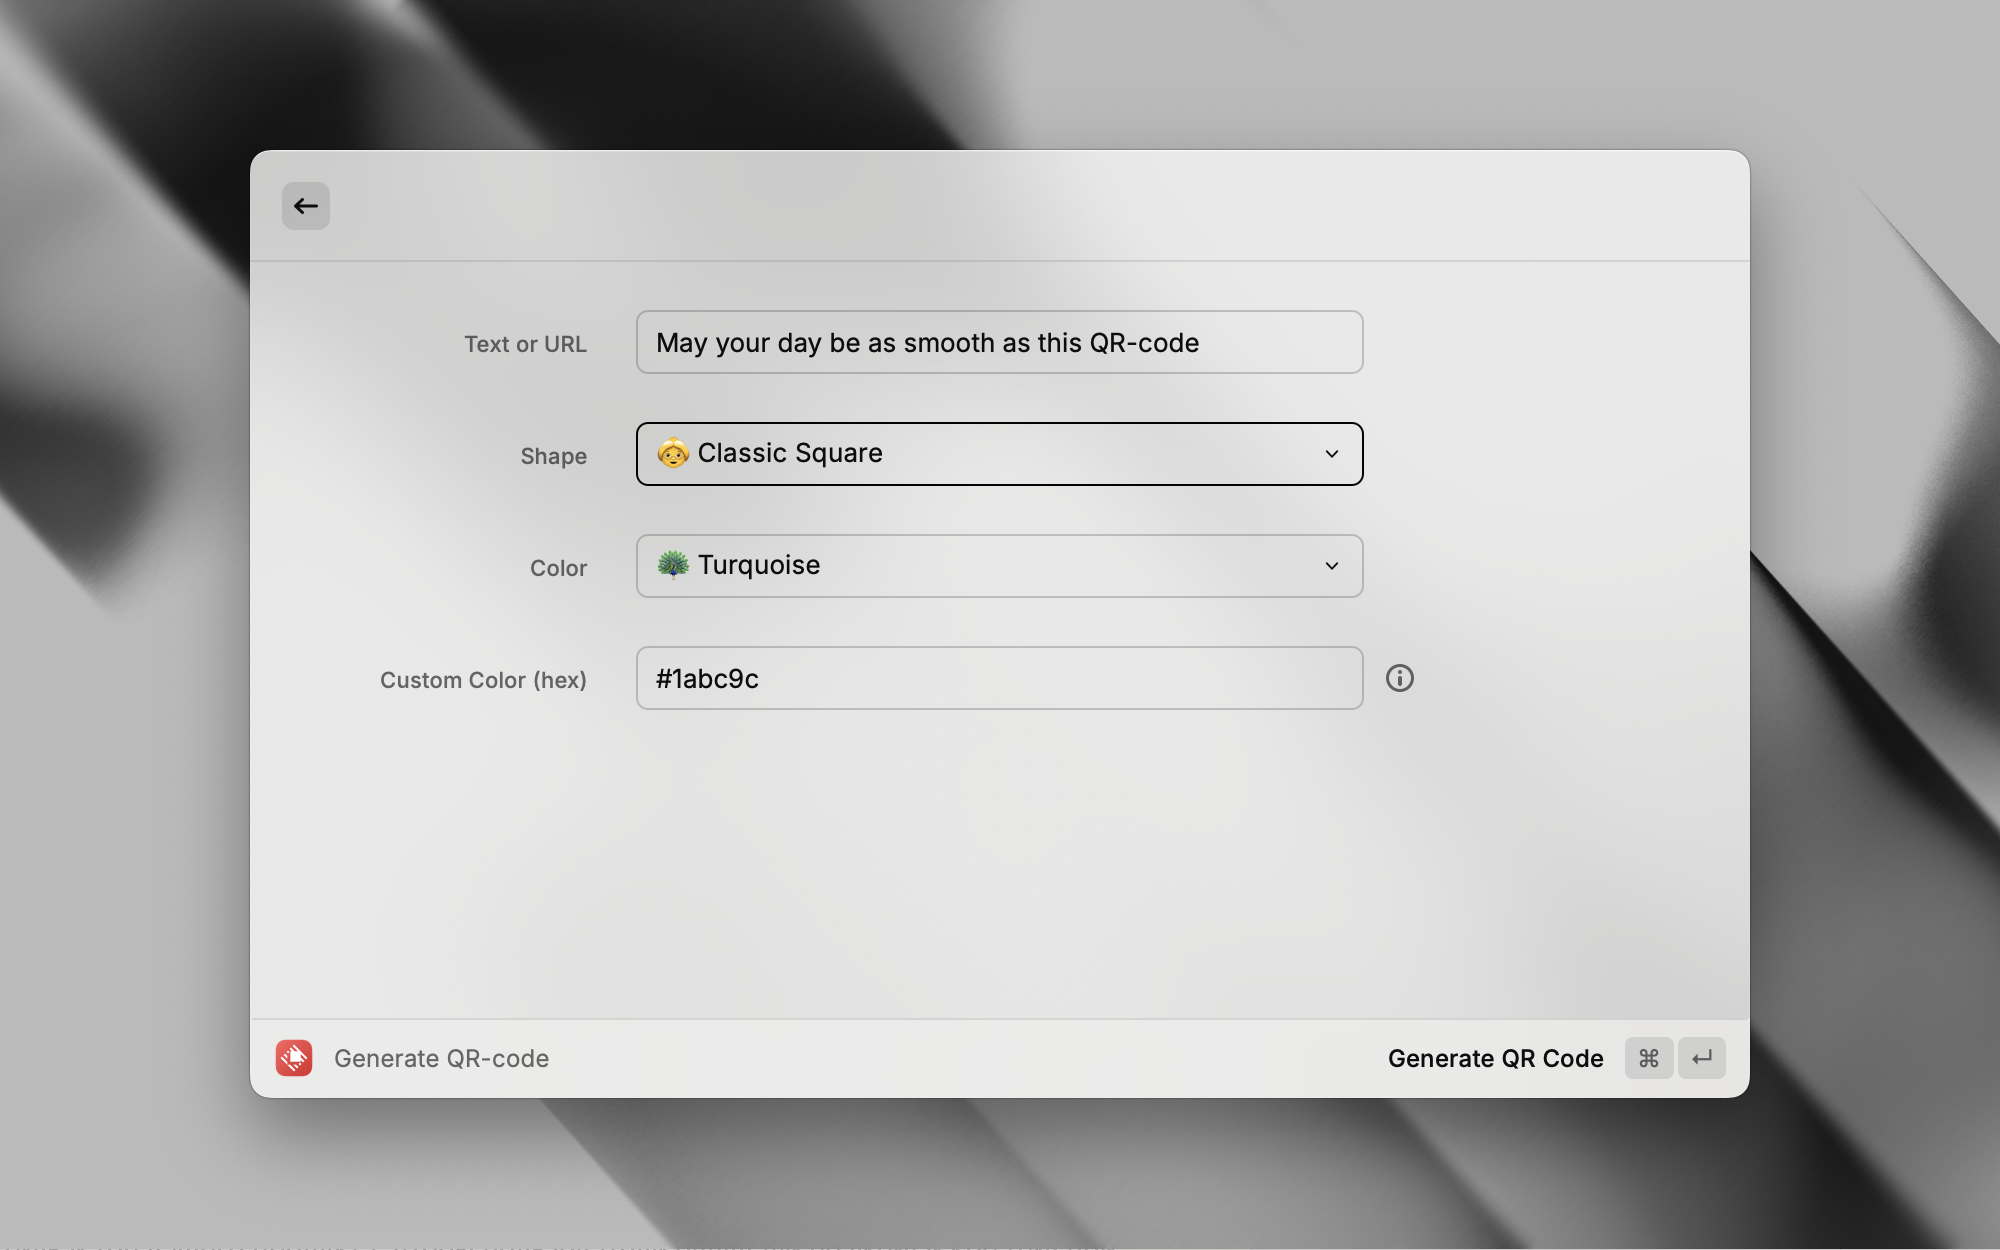 Text or URL
May your day be as smooth as this QR-code
Shape
Classic Square
Color
Turquoise
Custom Color (hex)
#1abc9c
Generate QR-code
Generate QR Code ⌘ ↵